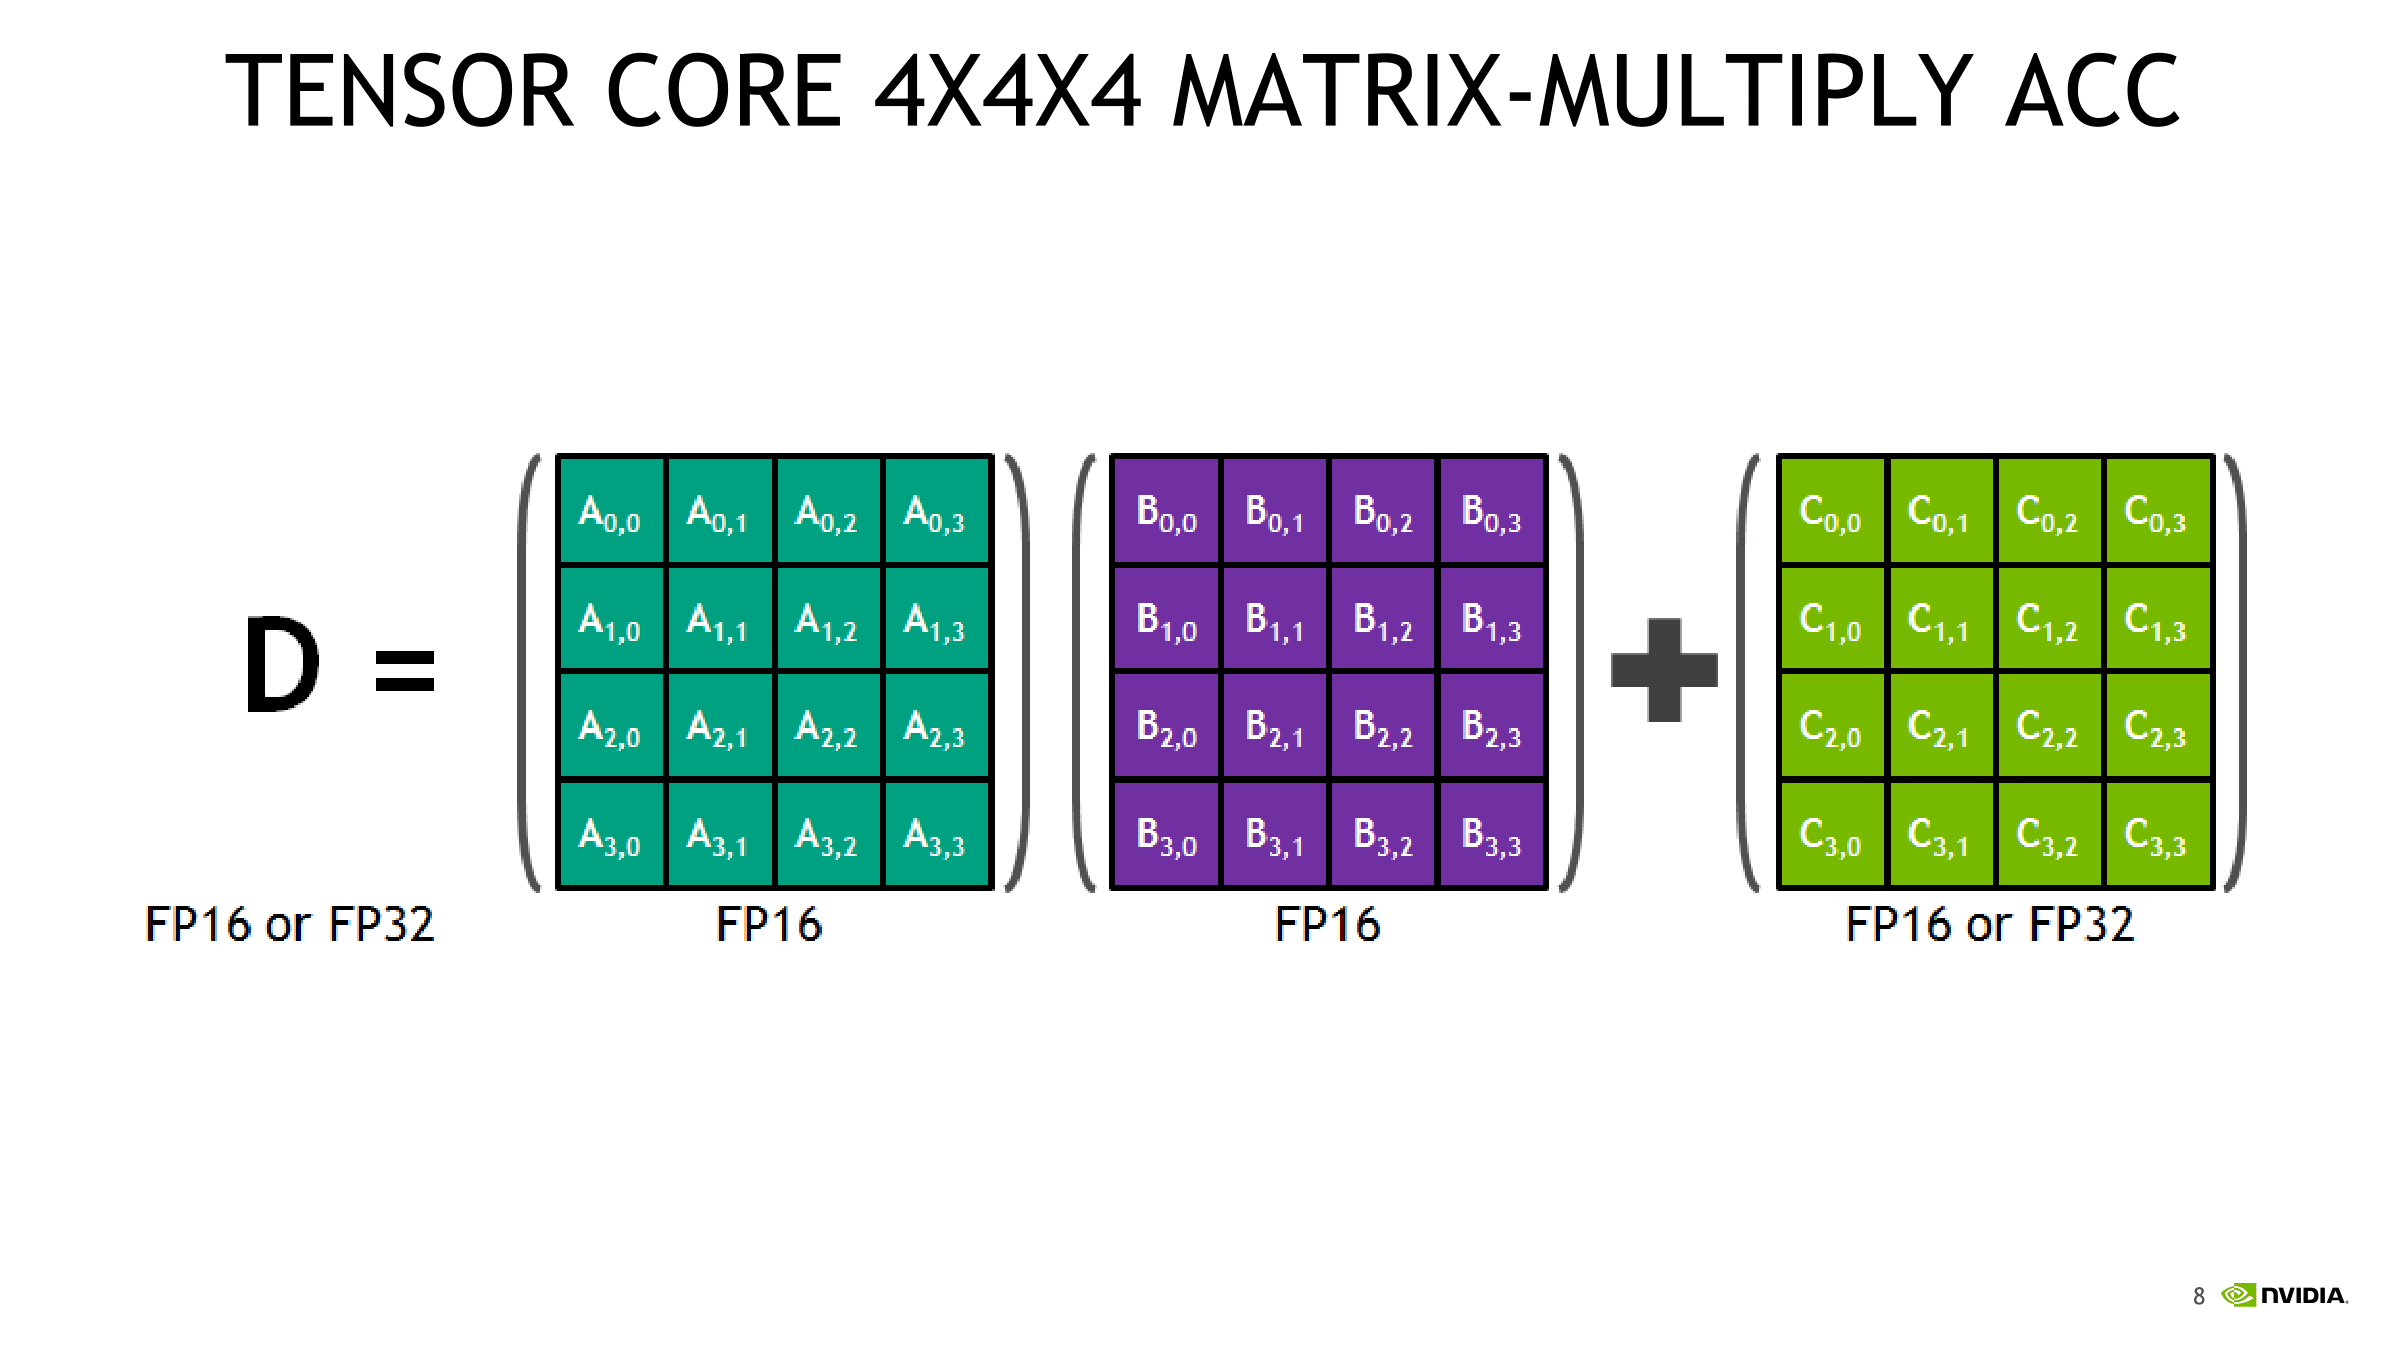 TENSOR CORE 4X4X4 MATRIX-MULTIPLY ACC
D =
A0,0 A0,1 A0,2 A0,3
A1,0 A1,1 A1,2 A1,3
A2,0 A2,1 A2,2 A2,3
A3,0 A3,1 A3,2 A3,3
B0,0 B0,1 B0,2 B0,3
B1,0 B1,1 B1,2 B1,3
B2,0 B2,1 B2,2 B2,3
B3,0 B3,1 B3,2 B3,3
+
C0,0 C0,1 C0,2 C0,3
C1,0 C1,1 C1,2 C1,3
C2,0 C2,1 C2,2 C2,3
C3,0 C3,1 C3,2 C3,3
FP16 or FP32
FP16
FP16
FP16 or FP32
8 NVIDIA.